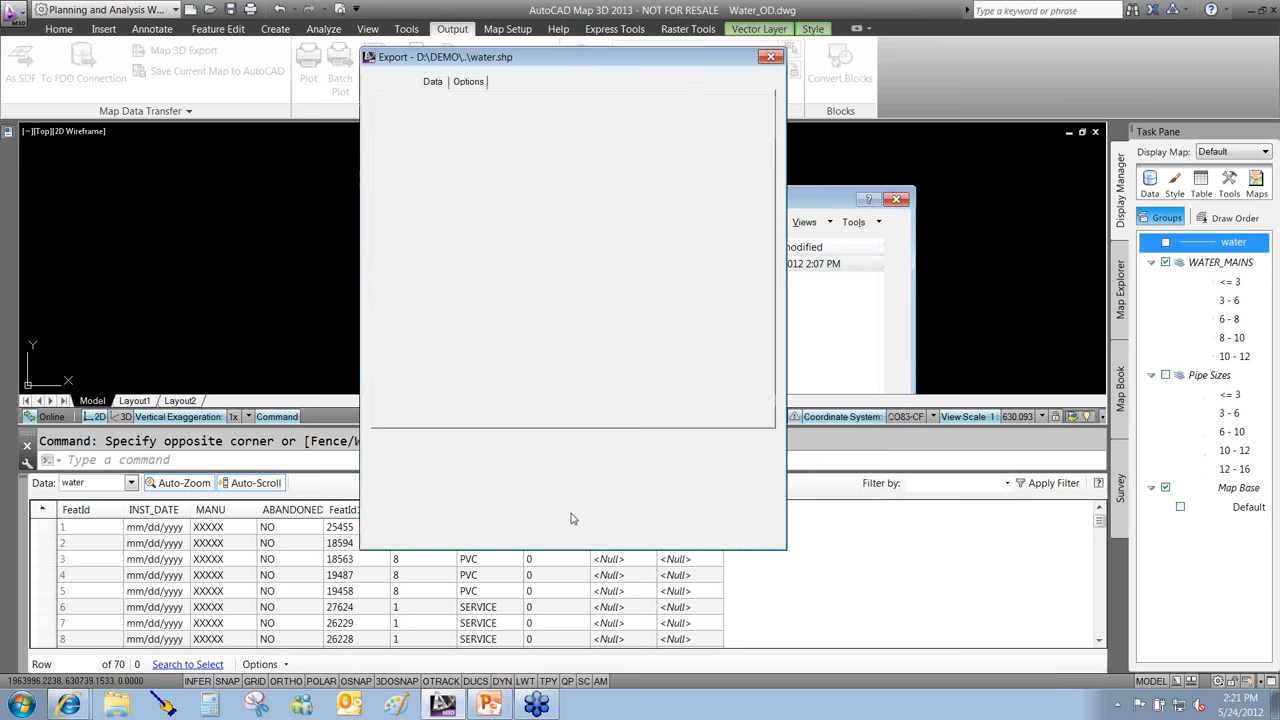 Planning and Analysis W...
AutoCAD Map 3D 2013 - NOT FOR RESALE Water_OD.dwg
Type a keyword or phrase
Home Insert Annotate Feature Edit Create Analyze View Tools Output Map Setup Help Express Tools Raster Tools Vector Layer Style
As SDF
To FDO Connection
Map 3D Export
Save Current Map to AutoCAD
Plot
Batch Plot
Convert Blocks
Map Data Transfer
Blocks
Export - D:\DEMO\..\water.shp
Data Options
[−][Top][2D Wireframe]
Views Tools
modified
012 2:07 PM
Y
X
Model Layout1 Layout2
Online 2D 3D Vertical Exaggeration: 1x Command
Coordinate System: CO83-CF View Scale 1: 630.093
Command: Specify opposite corner or [Fence/W
Type a command
Task Pane
Display Map: Default
Data Style Table Tools Maps
Groups Draw Order
water
WATER_MAINS
<= 3
3 - 6
6 - 8
8 - 10
10 - 12
Pipe Sizes
<= 3
3 - 6
6 - 10
10 - 12
12 - 16
Map Base
Default
Display Manager
Map Explorer
Map Book
Survey
Data: water Auto-Zoom Auto-Scroll
Filter by: Apply Filter
FeatId INST_DATE MANU ABANDONED FeatId1
1 mm/dd/yyyy XXXXX NO 25455
2 mm/dd/yyyy XXXXX NO 18594
3 mm/dd/yyyy XXXXX NO 18563 8 PVC 0 <Null> <Null>
4 mm/dd/yyyy XXXXX NO 19487 8 PVC 0 <Null> <Null>
5 mm/dd/yyyy XXXXX NO 19458 8 PVC 0 <Null> <Null>
6 mm/dd/yyyy XXXXX NO 27624 1 SERVICE 0 <Null> <Null>
7 mm/dd/yyyy XXXXX NO 26229 1 SERVICE 0 <Null> <Null>
8 mm/dd/yyyy XXXXX NO 26228 1 SERVICE 0 <Null> <Null>
Row of 70 0 Search to Select Options
1963996.2238, 630739.1533, 0.0000 INFER SNAP GRID ORTHO POLAR OSNAP 3DOSNAP OTRACK DUCS DYN LWT TPY QP SC AM
MODEL
2:21 PM
5/24/2012